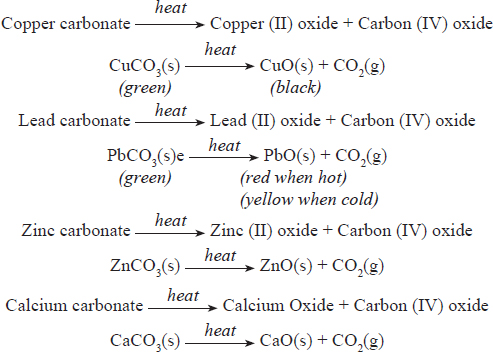 heat
Copper carbonate ⟶ Copper (II) oxide + Carbon (IV) oxide
heat
CuCO₃(s) ⟶ CuO(s) + CO₂(g)
(green) (black)
heat
Lead carbonate ⟶ Lead (II) oxide + Carbon (IV) oxide
heat
PbCO₃(s)e ⟶ PbO(s) + CO₂(g)
(green) (red when hot)
(yellow when cold)
heat
Zinc carbonate ⟶ Zinc (II) oxide + Carbon (IV) oxide
heat
ZnCO₃(s) ⟶ ZnO(s) + CO₂(g)
heat
Calcium carbonate ⟶ Calcium Oxide + Carbon (IV) oxide
heat
CaCO₃(s) ⟶ CaO(s) + CO₂(g)